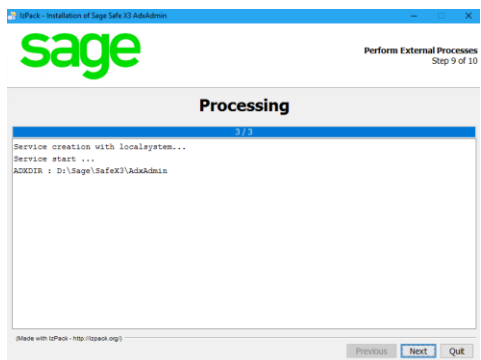 IzPack - Installation of Sage Safe X3 AdxAdmin
sage
Perform External Processes
Step 9 of 10
Processing
3 / 3
Service creation with localsystem...
Service start ...
ADXDIR : D:\Sage\SafeX3\AdxAdmin
(Made with IzPack - http://izpack.org/)
Previous Next Quit